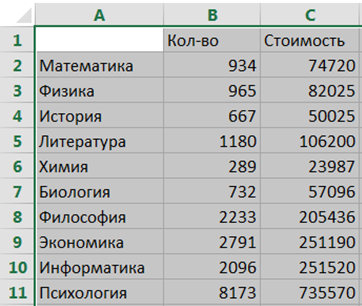 A B C
1 Кол-во Стоимость
2 Математика 934 74720
3 Физика 965 82025
4 История 667 50025
5 Литература 1180 106200
6 Химия 289 23987
7 Биология 732 57096
8 Философия 2233 205436
9 Экономика 2791 251190
10 Информатика 2096 251520
11 Психология 8173 735570